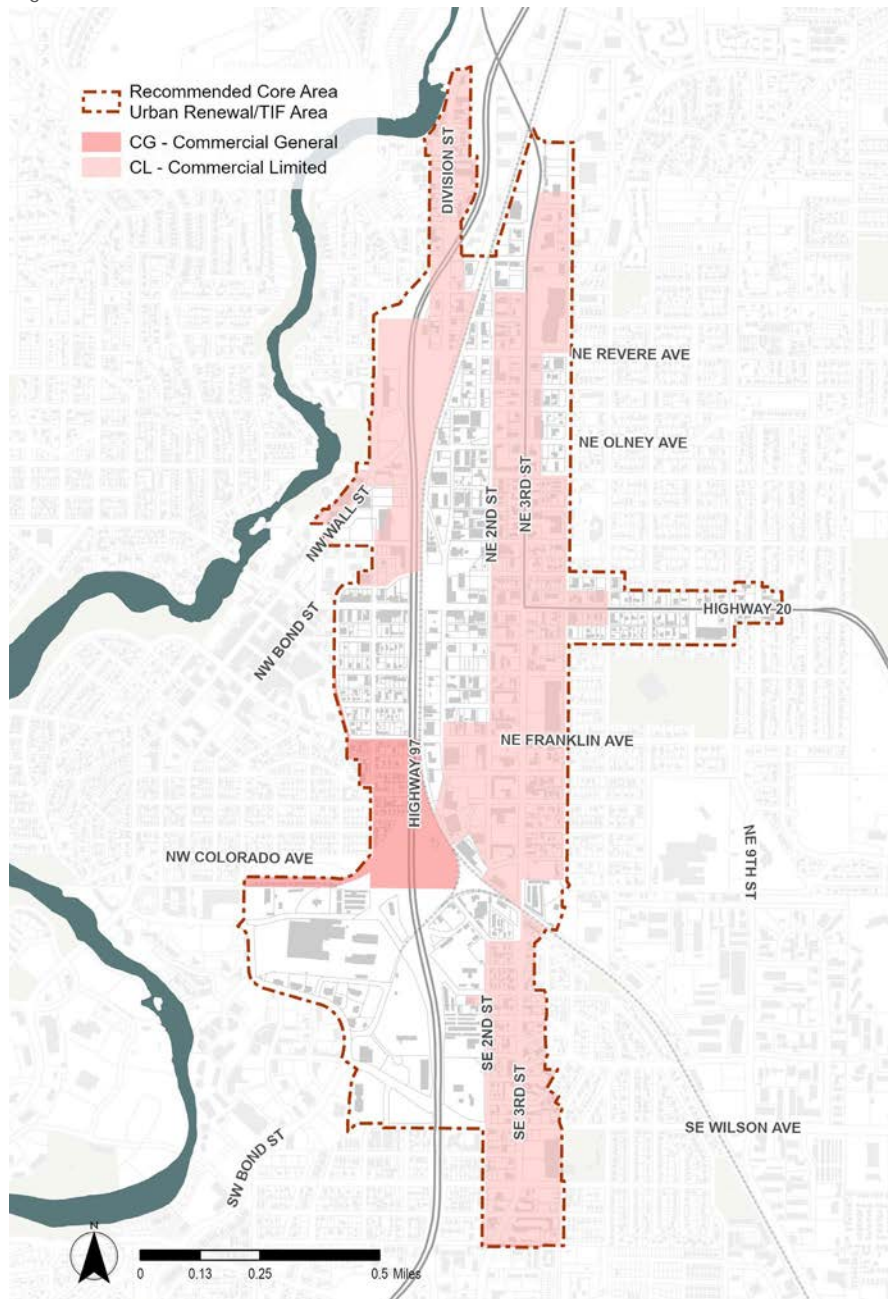 Recommended Core Area
Urban Renewal/TIF Area
CG - Commercial General
CL - Commercial Limited
DIVISION ST
NE REVERE AVE
NE OLNEY AVE
NE 2ND ST
NE 3RD ST
NW WALL ST
NW BOND ST
HIGHWAY 20
NE FRANKLIN AVE
HIGHWAY 97
NW COLORADO AVE
NE 9TH ST
SE 2ND ST
SE 3RD ST
SE WILSON AVE
SW BOND ST
N
0 0.13 0.25 0.5 Miles